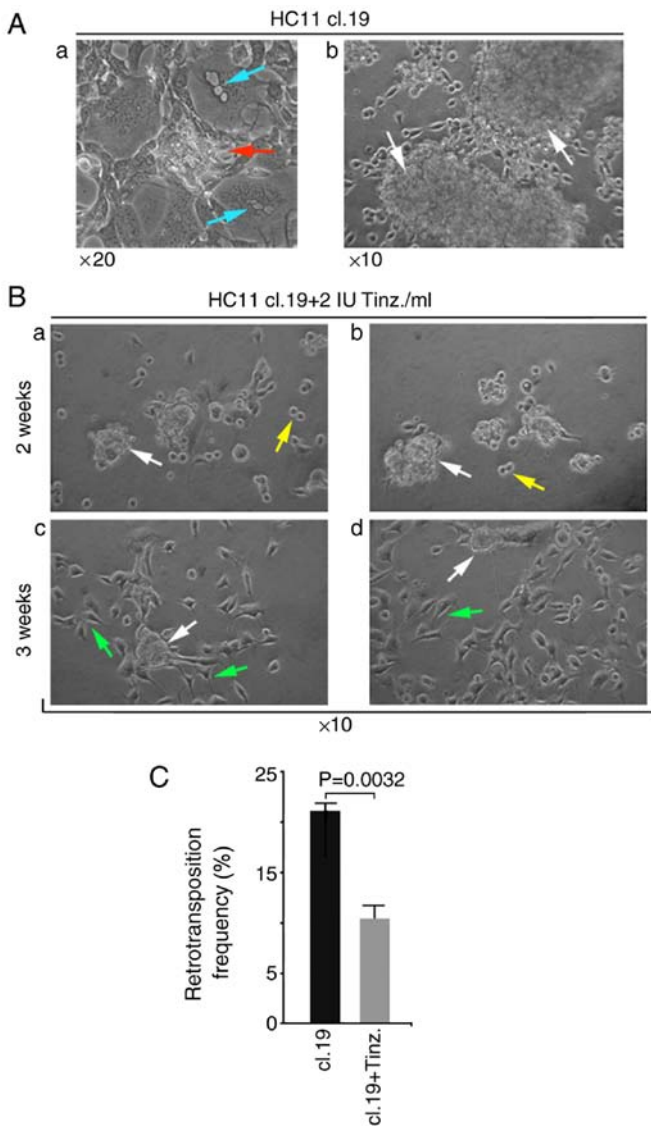 HC11 cl.19
A
a
b
×20
×10
B
HC11 cl.19+2 IU Tinz./ml
a
b
2 weeks
c
d
3 weeks
×10
C
P=0.0032
25
15
5
0
Retrotransposition
frequency (%)
cl.19
cl.19+Tinz.